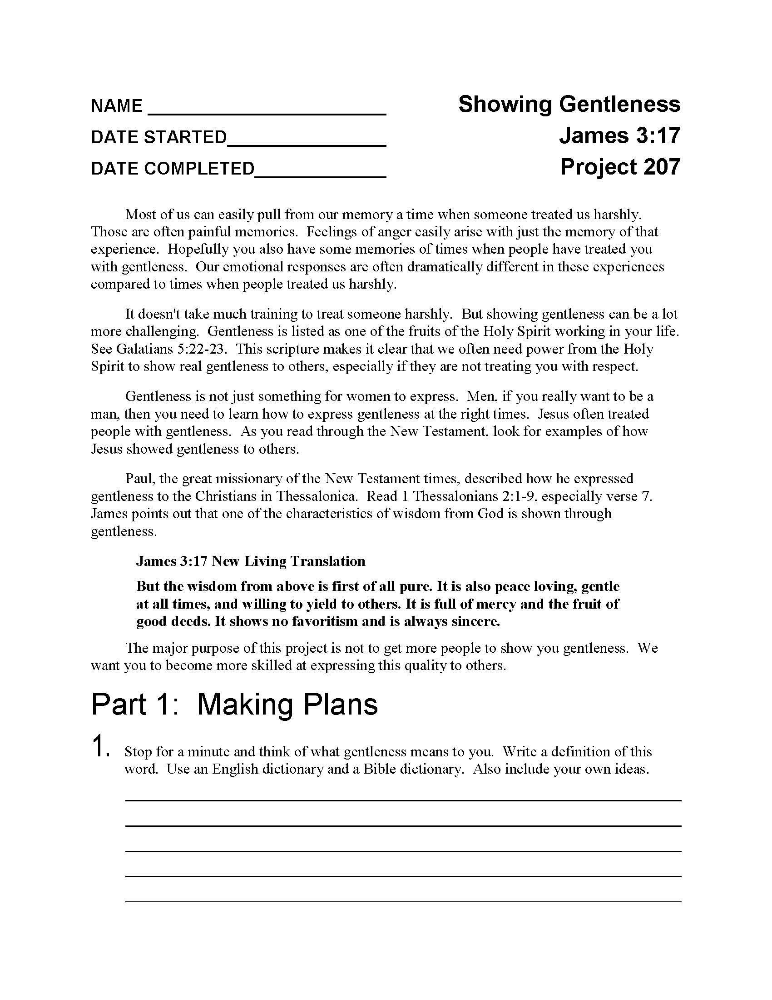 NAME
Showing Gentleness
DATE STARTED
James 3:17
DATE COMPLETED
Project 207
Most of us can easily pull from our memory a time when someone treated us harshly.
Those are often painful memories.  Feelings of anger easily arise with just the memory of that
experience.  Hopefully you also have some memories of times when people have treated you
with gentleness.  Our emotional responses are often dramatically different in these experiences
compared to times when people treated us harshly.
It doesn't take much training to treat someone harshly.  But showing gentleness can be a lot
more challenging.  Gentleness is listed as one of the fruits of the Holy Spirit working in your life.
See Galatians 5:22-23.  This scripture makes it clear that we often need power from the Holy
Spirit to show real gentleness to others, especially if they are not treating you with respect.
Gentleness is not just something for women to express.  Men, if you really want to be a
man, then you need to learn how to express gentleness at the right times.  Jesus often treated
people with gentleness.  As you read through the New Testament, look for examples of how
Jesus showed gentleness to others.
Paul, the great missionary of the New Testament times, described how he expressed
gentleness to the Christians in Thessalonica.  Read 1 Thessalonians 2:1-9, especially verse 7.
James points out that one of the characteristics of wisdom from God is shown through
gentleness.
James 3:17 New Living Translation
But the wisdom from above is first of all pure. It is also peace loving, gentle
at all times, and willing to yield to others. It is full of mercy and the fruit of
good deeds. It shows no favoritism and is always sincere.
The major purpose of this project is not to get more people to show you gentleness.  We
want you to become more skilled at expressing this quality to others.
Part 1:  Making Plans
1. Stop for a minute and think of what gentleness means to you.  Write a definition of this
word.  Use an English dictionary and a Bible dictionary.  Also include your own ideas.